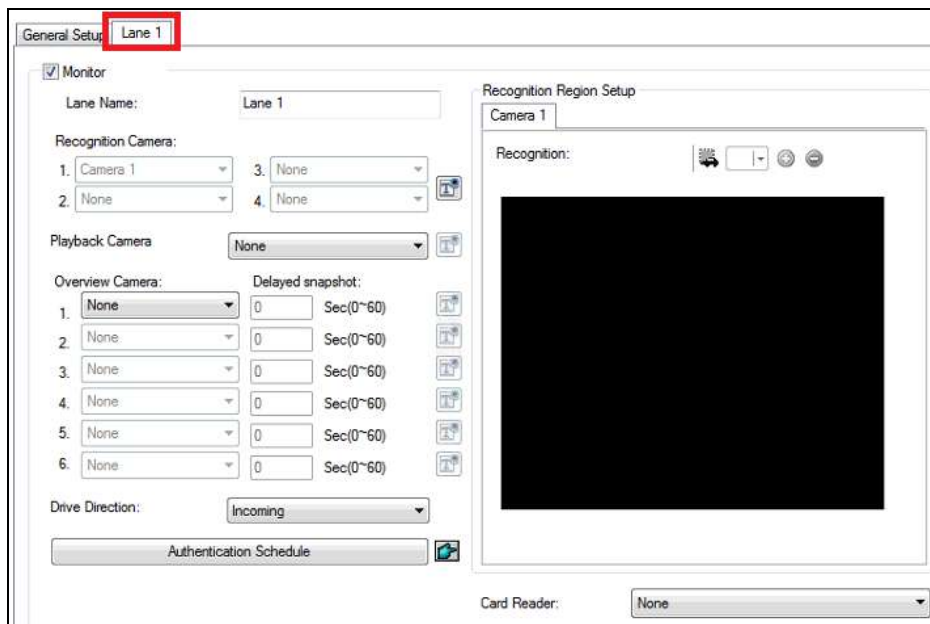 General Setup
Lane 1
Monitor
Lane Name:
Lane 1
Recognition Camera:
1. Camera 1
3. None
2. None
4. None
Playback Camera
None
Overview Camera:
Delayed snapshot:
1. None
0
Sec(0~60)
2. None
0
Sec(0~60)
3. None
0
Sec(0~60)
4. None
0
Sec(0~60)
5. None
0
Sec(0~60)
6. None
0
Sec(0~60)
Drive Direction:
Incoming
Authentication Schedule
Recognition Region Setup
Camera 1
Recognition:
Card Reader:
None